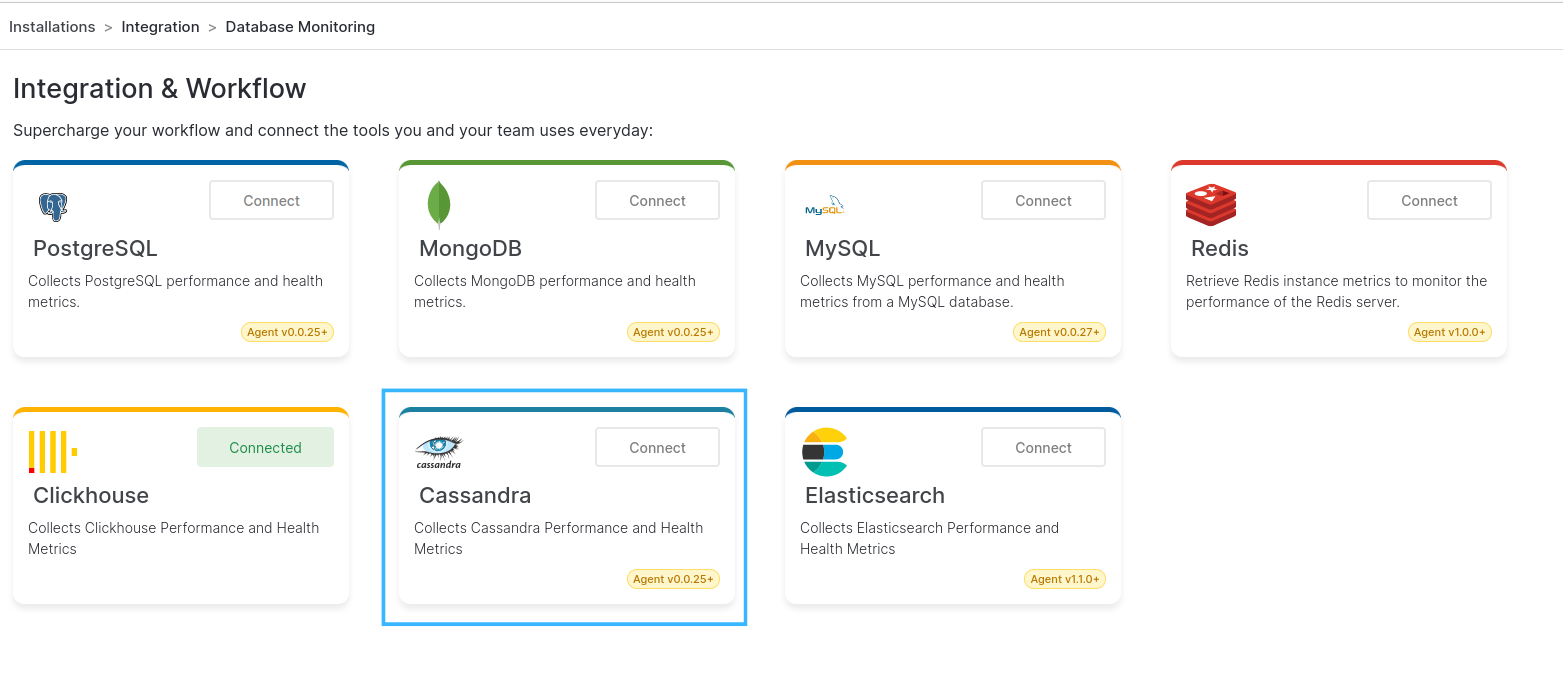 Installations > Integration > Database Monitoring
Integration & Workflow
Supercharge your workflow and connect the tools you and your team uses everyday:
Connect
PostgreSQL
Collects PostgreSQL performance and health
metrics.
Agent v0.0.25+
Connect
MongoDB
Collects MongoDB performance and health
metrics.
Agent v0.0.25+
MySQL
Connect
MySQL
Collects MySQL performance and health
metrics from a MySQL database.
Agent v0.0.27+
Connect
Redis
Retrieve Redis instance metrics to monitor the
performance of the Redis server.
Agent v1.0.0+
Connected
Clickhouse
Collects Clickhouse Performance and Health
Metrics
cassandra
Connect
Cassandra
Collects Cassandra Performance and Health
Metrics
Agent v0.0.25+
Connect
Elasticsearch
Collects Elasticsearch Performance and
Health Metrics
Agent v1.1.0+